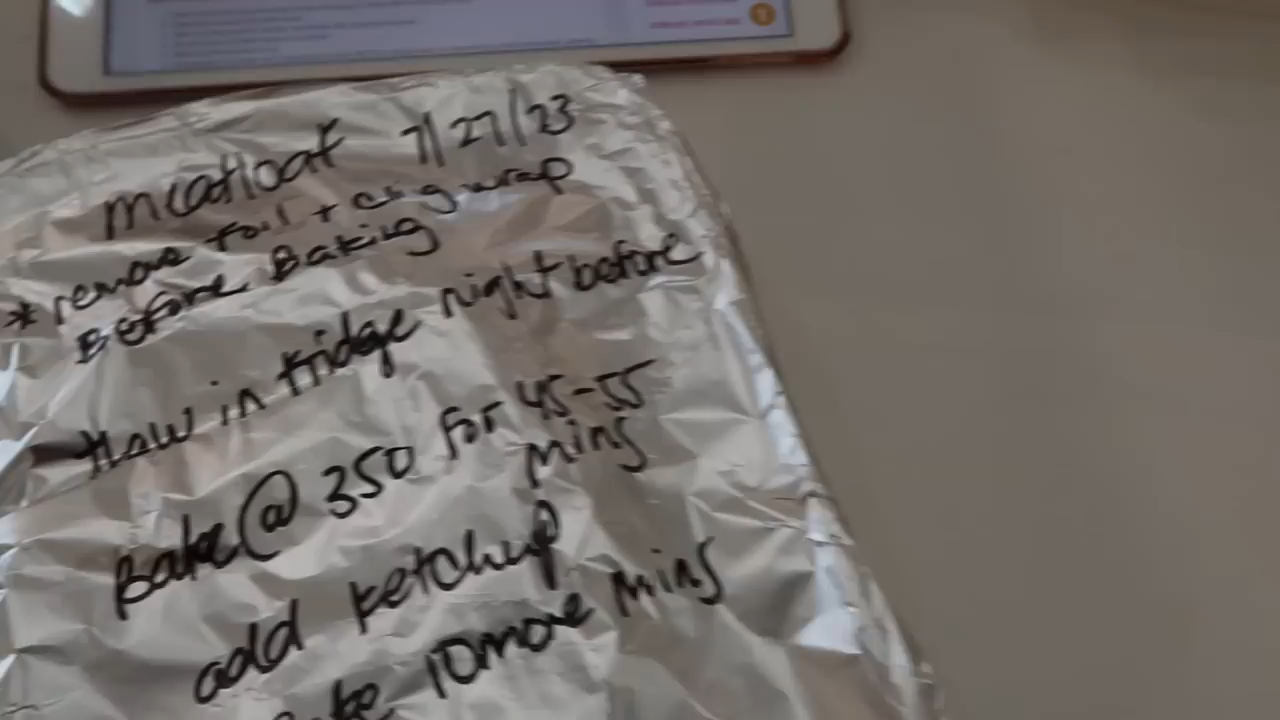 meatloaf 7/27/23
* remove foil + cling wrap
Before Baking
thaw in fridge night before
Bake @ 350 for 45-55
mins
add ketchup
10 more mins